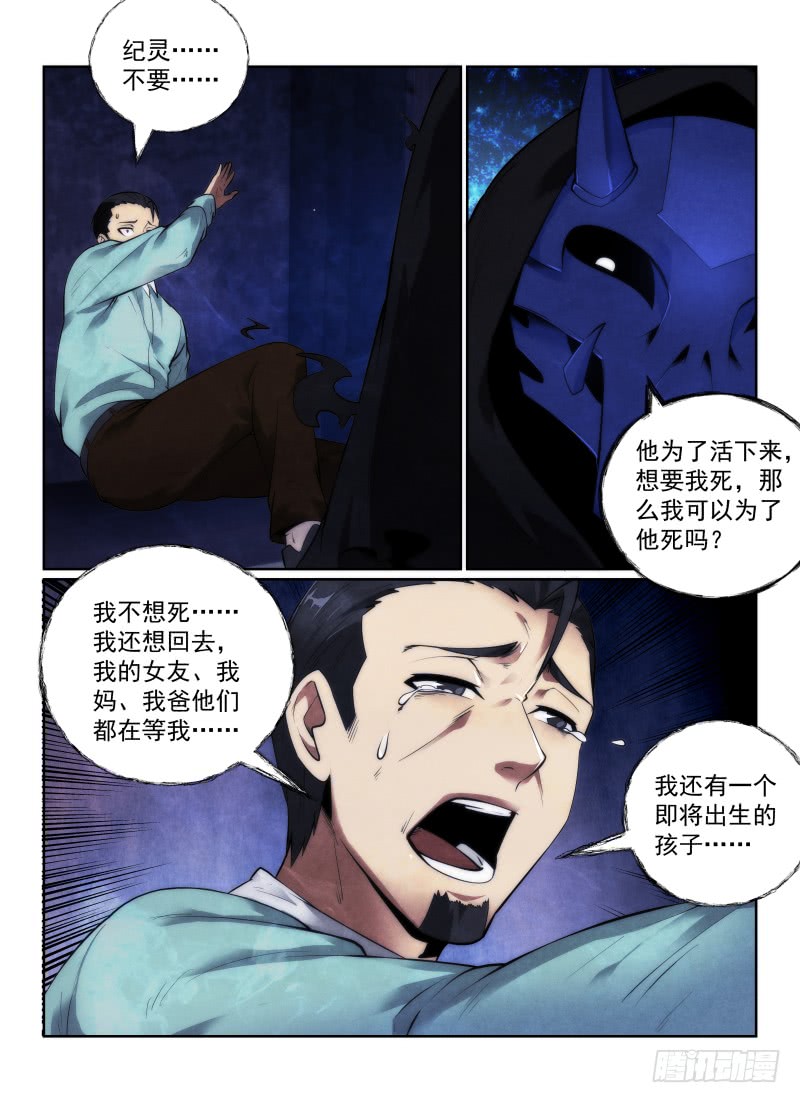 纪灵……
不要……
他为了活下来，
想要我死，那
么我可以为了
他死吗？
我不想死……
我还想回去，
我的女友、我
妈、我爸他们
都在等我……
我还有一个
即将出生的
孩子……
腾讯动漫